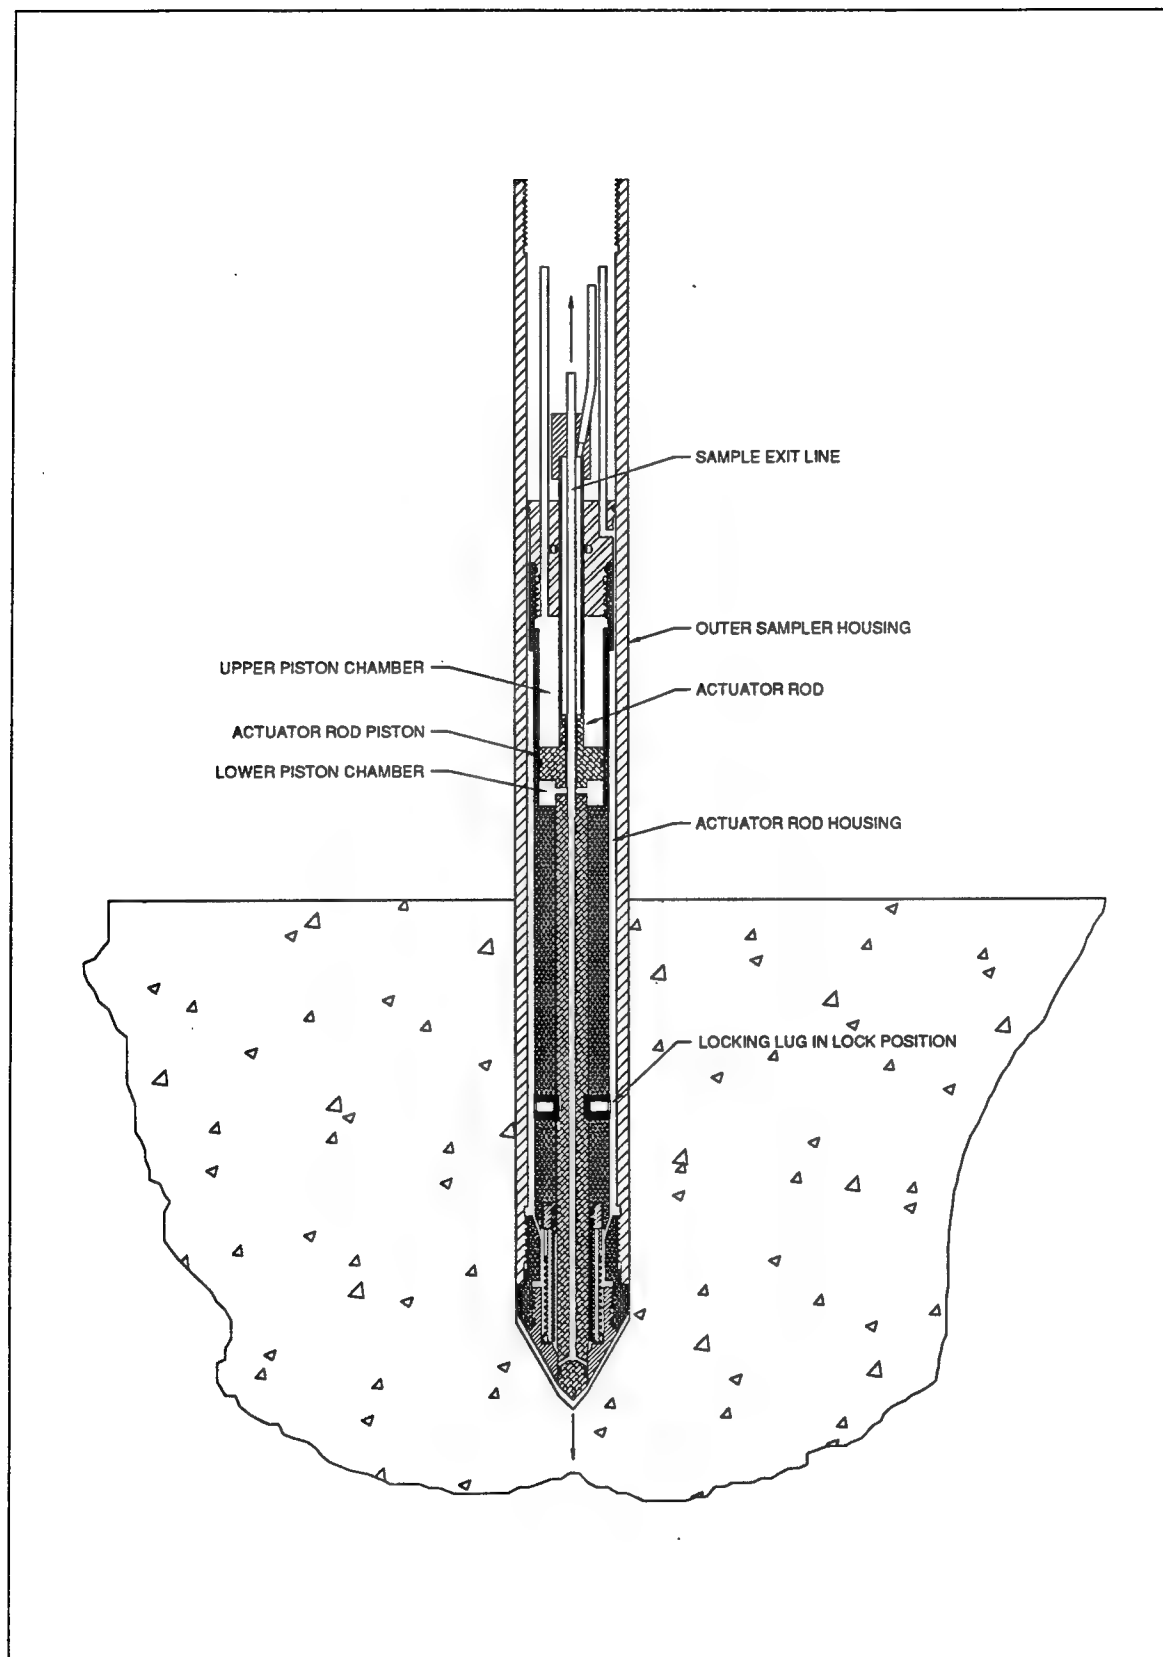 SAMPLE EXIT LINE
OUTER SAMPLER HOUSING
UPPER PISTON CHAMBER
ACTUATOR ROD
ACTUATOR ROD PISTON
LOWER PISTON CHAMBER
ACTUATOR ROD HOUSING
LOCKING LUG IN LOCK POSITION